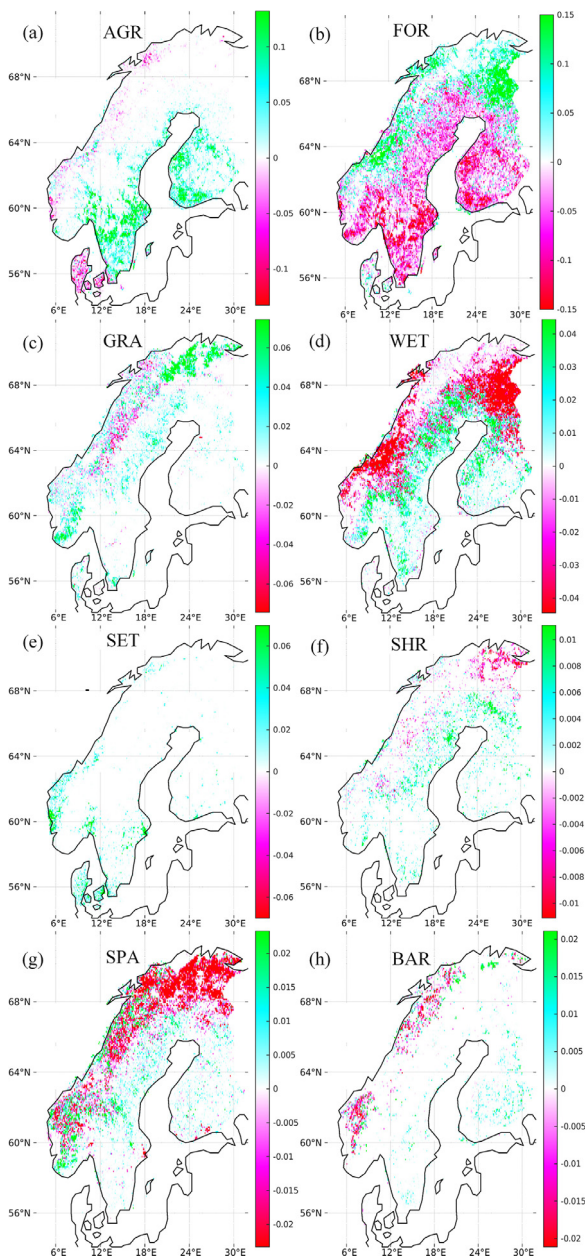 (a) AGR
0.1
0.05
0
-0.05
-0.1
68°N
64°N
60°N
56°N
6°E 12°E 18°E 24°E 30°E
(b) FOR
0.15
0.1
0.05
0
-0.05
-0.1
-0.15
68°N
64°N
60°N
56°N
6°E 12°E 18°E 24°E 30°E
(c) GRA
0.06
0.04
0.02
0
-0.02
-0.04
-0.06
68°N
64°N
60°N
56°N
6°E 12°E 18°E 24°E 30°E
(d) WET
0.04
0.03
0.02
0.01
0
-0.01
-0.02
-0.03
-0.04
68°N
64°N
60°N
56°N
6°E 12°E 18°E 24°E 30°E
(e) SET
0.06
0.04
0.02
0
-0.02
-0.04
-0.06
68°N
64°N
60°N
56°N
6°E 12°E 18°E 24°E 30°E
(f) SHR
0.01
0.008
0.006
0.004
0.002
0
-0.002
-0.004
-0.006
-0.008
-0.01
68°N
64°N
60°N
56°N
6°E 12°E 18°E 24°E 30°E
(g) SPA
0.02
0.015
0.01
0.005
0
-0.005
-0.01
-0.015
-0.02
68°N
64°N
60°N
56°N
6°E 12°E 18°E 24°E 30°E
(h) BAR
0.02
0.015
0.01
0.005
0
-0.005
-0.01
-0.015
-0.02
68°N
64°N
60°N
56°N
6°E 12°E 18°E 24°E 30°E